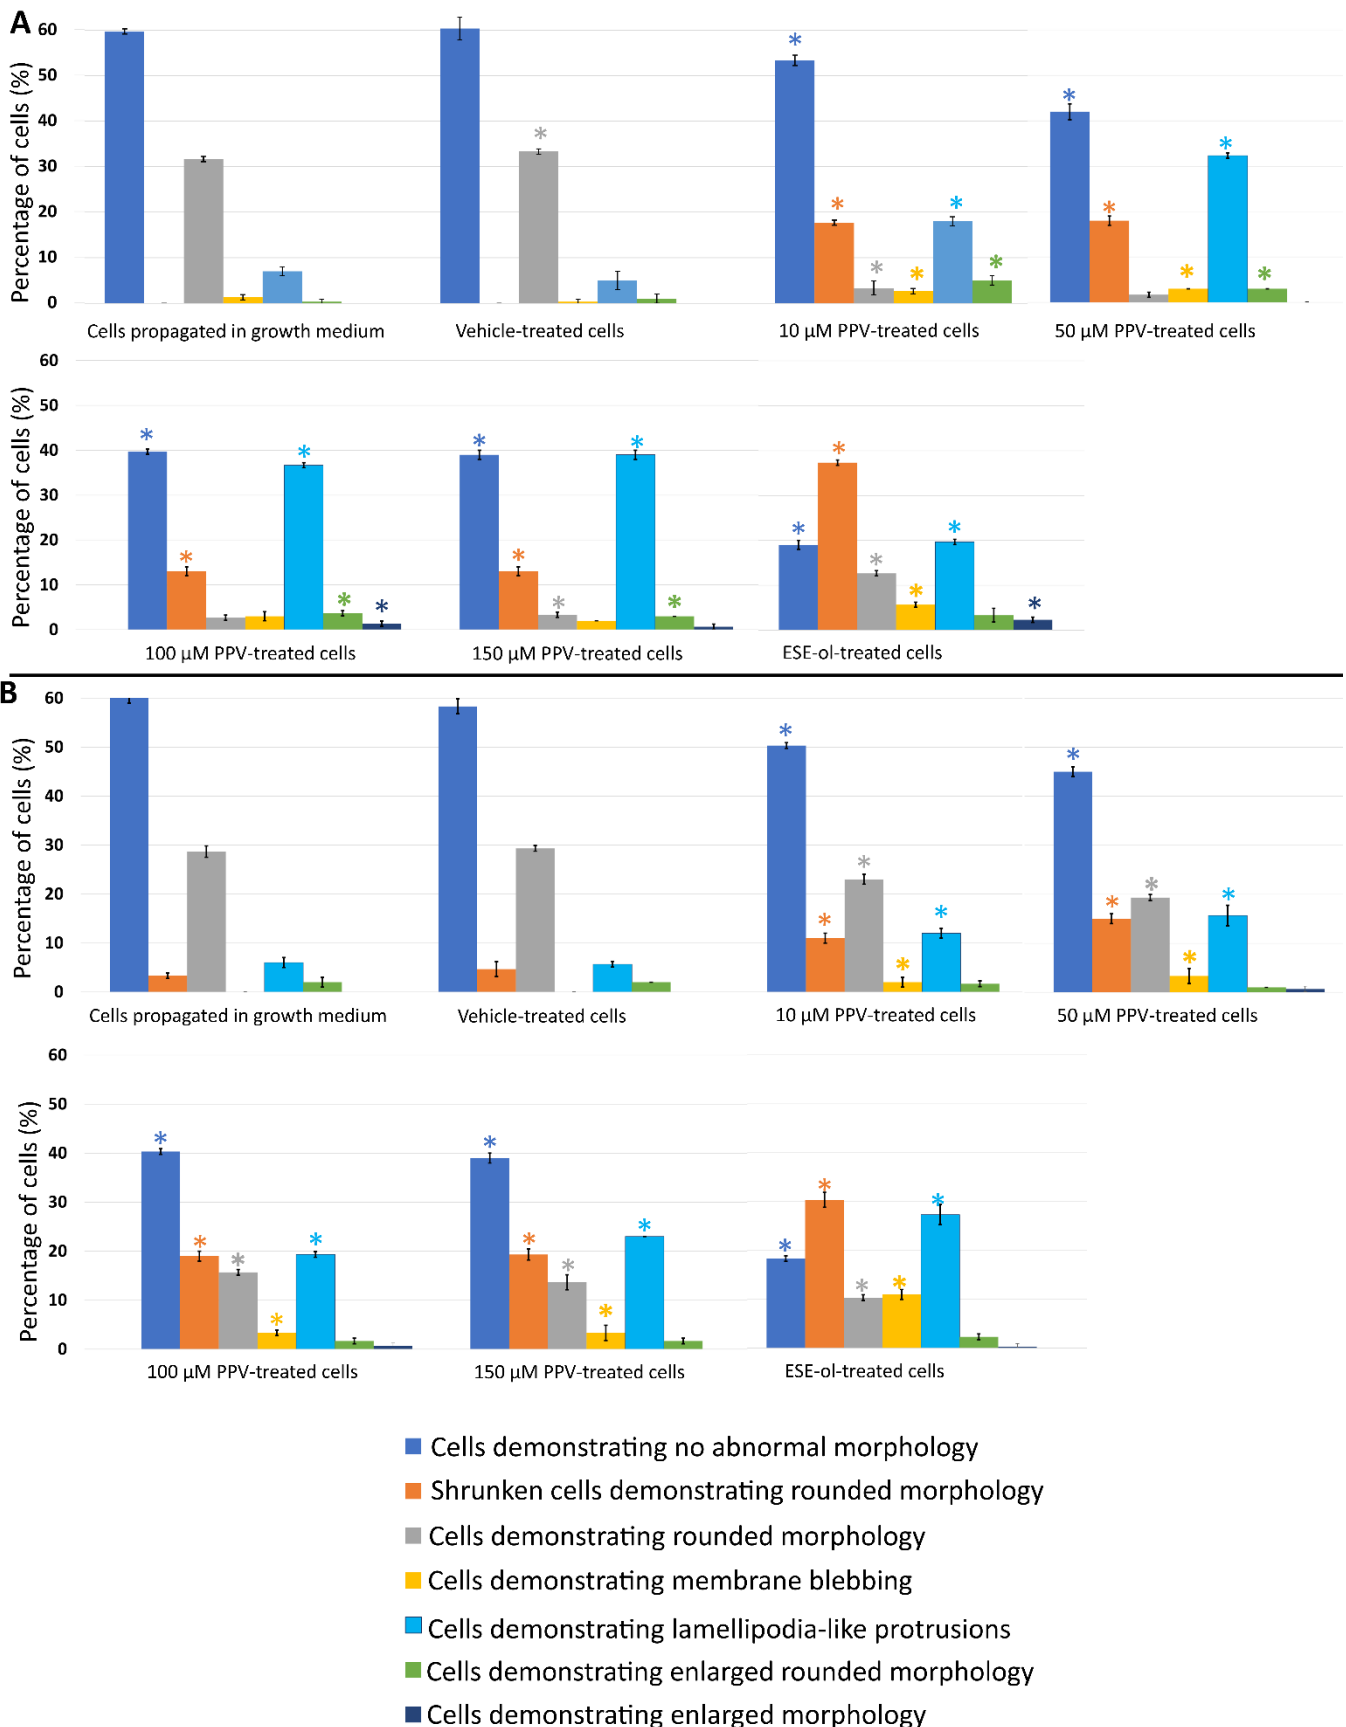 A
Percentage of cells (%)
60
50
40
30
20
10
0
* * * * * * * * * * * *
Cells propagated in growth medium Vehicle-treated cells 10 µM PPV-treated cells 50 µM PPV-treated cells
Percentage of cells (%)
60
50
40
30
20
10
0
* * * * * * * * * * * * * * * *
100 µM PPV-treated cells 150 µM PPV-treated cells ESE-ol-treated cells
B
Percentage of cells (%)
60
50
40
30
20
10
0
* * * * * * * * * *
Cells propagated in growth medium Vehicle-treated cells 10 µM PPV-treated cells 50 µM PPV-treated cells
Percentage of cells (%)
60
50
40
30
20
10
0
* * * * * * * * * * * * * * *
100 µM PPV-treated cells 150 µM PPV-treated cells ESE-ol-treated cells
Cells demonstrating no abnormal morphology
Shrunken cells demonstrating rounded morphology
Cells demonstrating rounded morphology
Cells demonstrating membrane blebbing
Cells demonstrating lamellipodia-like protrusions
Cells demonstrating enlarged rounded morphology
Cells demonstrating enlarged morphology